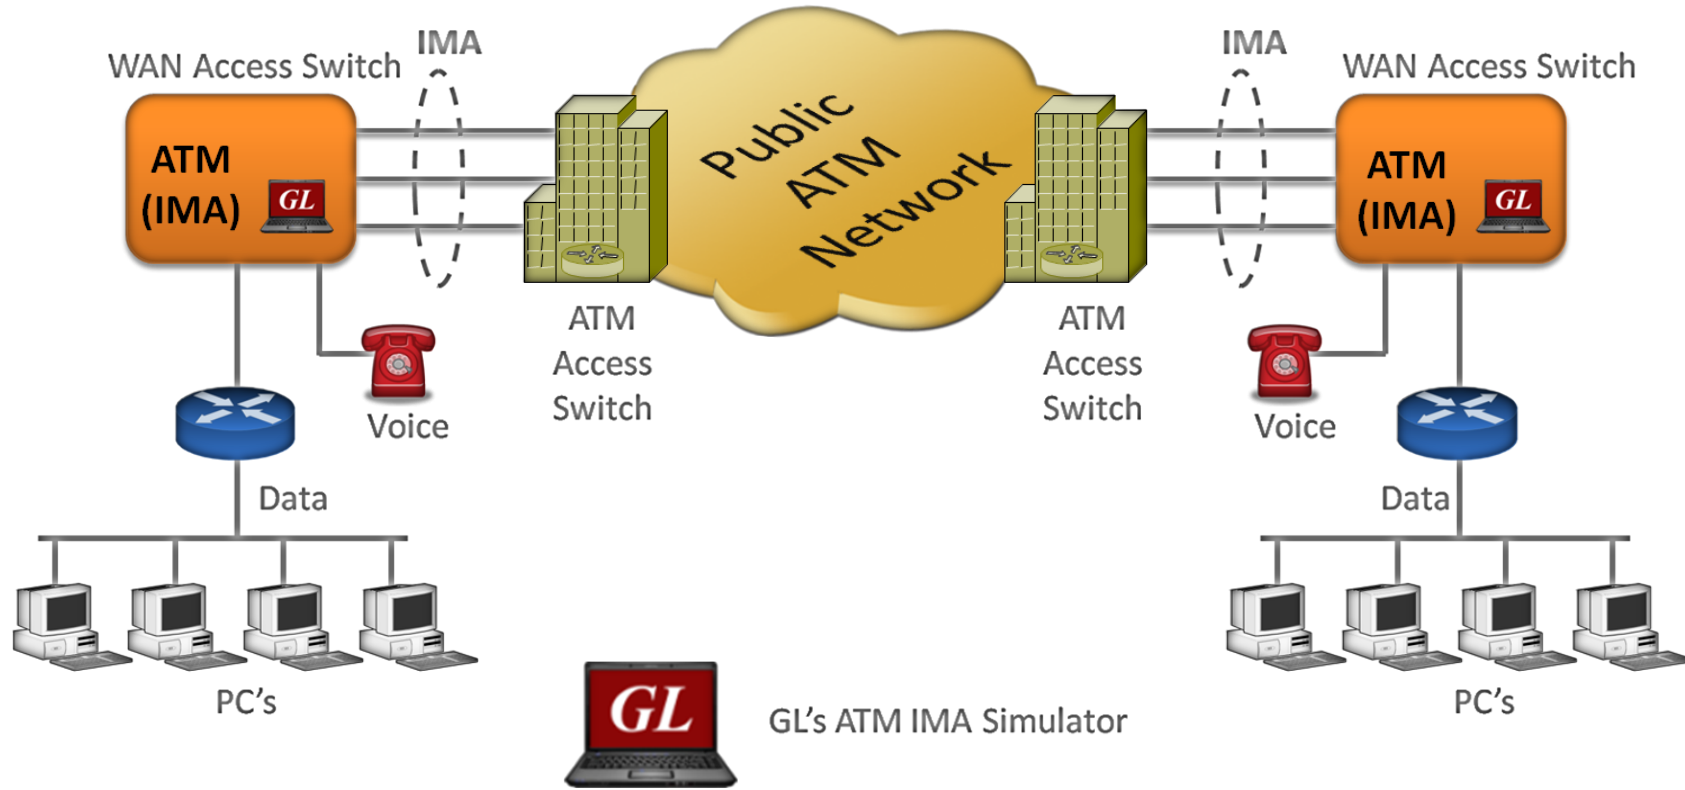 IMA
WAN Access Switch
ATM
(IMA)
GL
Public
ATM
Network
IMA
WAN Access Switch
ATM
(IMA)
GL
ATM
Access
Switch
ATM
Access
Switch
Voice
Voice
Data
Data
PC’s
PC’s
GL
GL’s ATM IMA Simulator